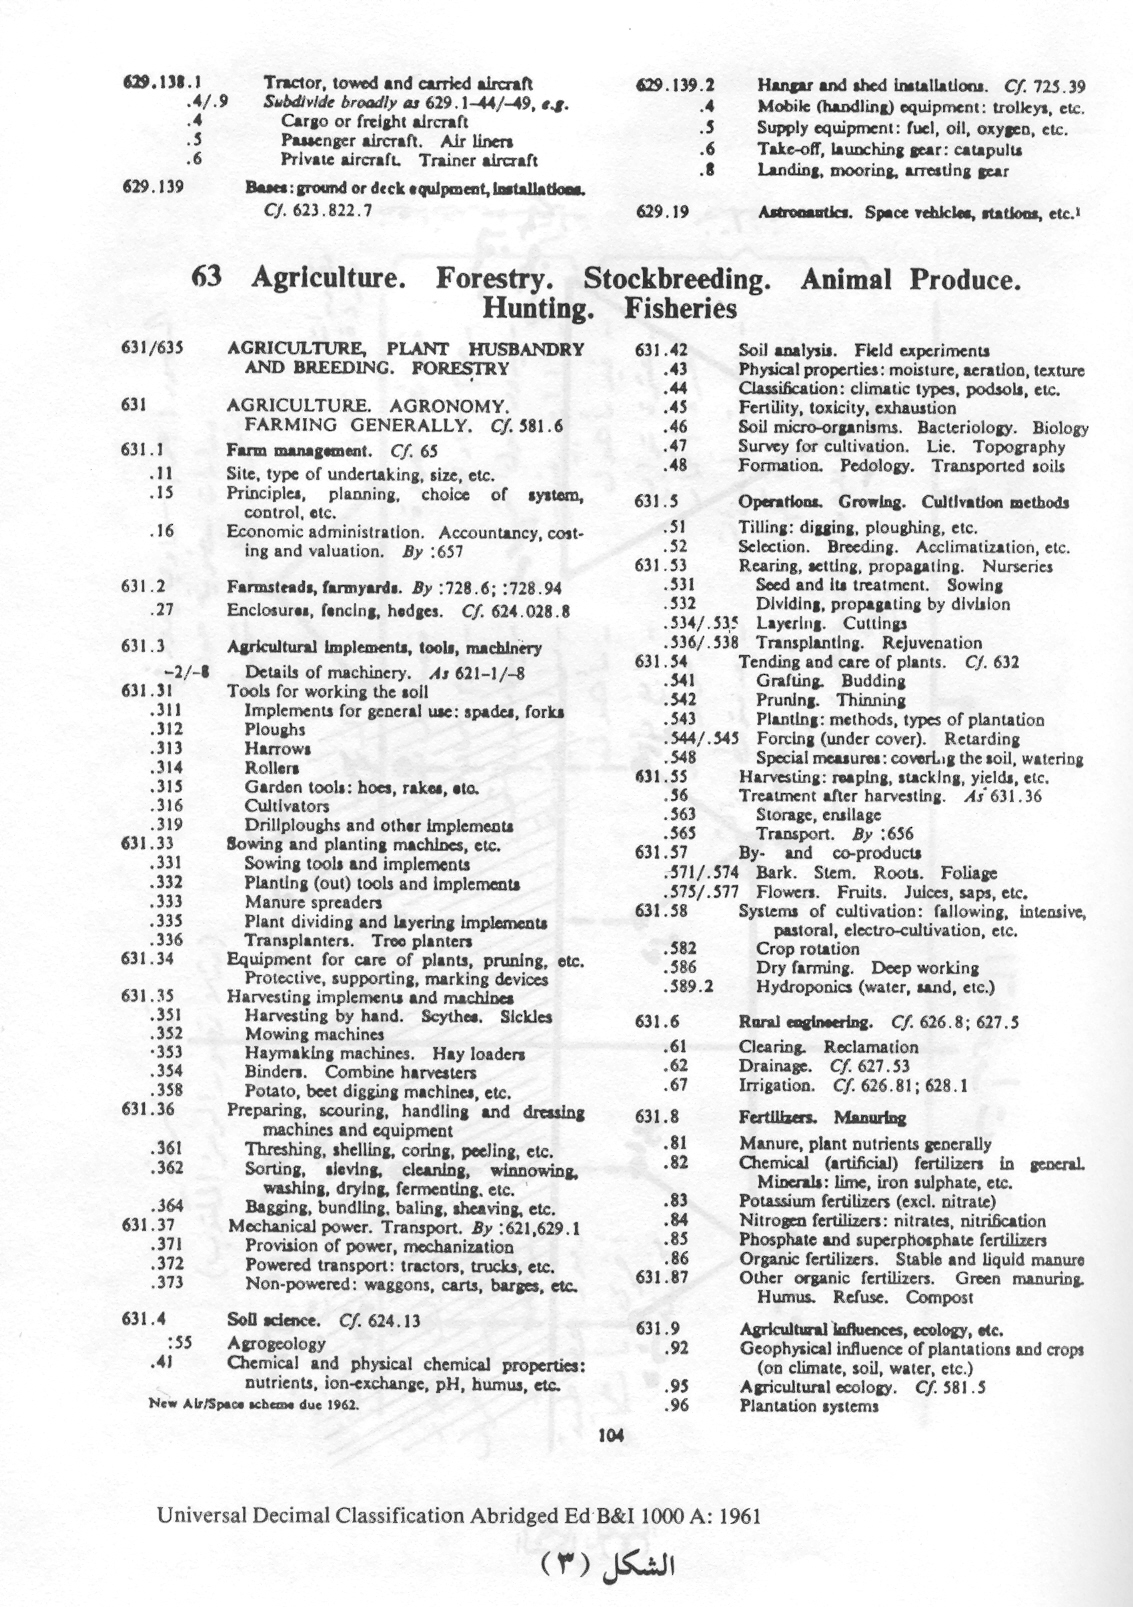 629.138.1 Tractor, towed and carried aircraft
.4/.9 Subdivide broadly as 629.1-44/-49, e.g.
.4 Cargo or freight aircraft
.5 Passenger aircraft. Air liners
.6 Private aircraft. Trainer aircraft
629.139 Bases: ground or deck equipment, installations.
Cf. 623.822.7
629.139.2 Hangar and shed installations. Cf. 725.39
.4 Mobile (handling) equipment: trolleys, etc.
.5 Supply equipment: fuel, oil, oxygen, etc.
.6 Take-off, launching gear: catapults
.8 Landing, mooring, arresting gear
629.19 Astronautics. Space vehicles, stations, etc.¹
63 Agriculture. Forestry. Stockbreeding. Animal Produce.
Hunting. Fisheries
631/635 AGRICULTURE, PLANT HUSBANDRY
AND BREEDING. FORESTRY
631 AGRICULTURE. AGRONOMY.
FARMING GENERALLY. Cf. 581.6
631.1 Farm management. Cf. 65
.11 Site, type of undertaking, size, etc.
.15 Principles, planning, choice of system,
control, etc.
.16 Economic administration. Accountancy, cost-
ing and valuation. By :657
631.2 Farmsteads, farmyards. By :728.6; :728.94
.27 Enclosures, fencing, hedges. Cf. 624.028.8
631.3 Agricultural implements, tools, machinery
-2/-8 Details of machinery. As 621-1/-8
631.31 Tools for working the soil
.311 Implements for general use: spades, forks
.312 Ploughs
.313 Harrows
.314 Rollers
.315 Garden tools: hoes, rakes, etc.
.316 Cultivators
.319 Drillploughs and other implements
631.33 Sowing and planting machines, etc.
.331 Sowing tools and implements
.332 Planting (out) tools and implements
.333 Manure spreaders
.335 Plant dividing and layering implements
.336 Transplanters. Tree planters
631.34 Equipment for care of plants, pruning, etc.
Protective, supporting, marking devices
631.35 Harvesting implements and machines
.351 Harvesting by hand. Scythes. Sickles
.352 Mowing machines
.353 Haymaking machines. Hay loaders
.354 Binders. Combine harvesters
.358 Potato, beet digging machines, etc.
631.36 Preparing, scouring, handling and dressing
machines and equipment
.361 Threshing, shelling, coring, peeling, etc.
.362 Sorting, sieving, cleaning, winnowing,
washing, drying, fermenting, etc.
.364 Bagging, bundling, baling, sheaving, etc.
631.37 Mechanical power. Transport. By :621,629.1
.371 Provision of power, mechanization
.372 Powered transport: tractors, trucks, etc.
.373 Non-powered: waggons, carts, barges, etc.
631.4 Soil science. Cf. 624.13
:55 Agrogeology
.41 Chemical and physical chemical properties:
nutrients, ion-exchange, pH, humus, etc.
New Air/Space scheme due 1962.
631.42 Soil analysis. Field experiments
.43 Physical properties: moisture, aeration, texture
.44 Classification: climatic types, podsols, etc.
.45 Fertility, toxicity, exhaustion
.46 Soil micro-organisms. Bacteriology. Biology
.47 Survey for cultivation. Lie. Topography
.48 Formation. Pedology. Transported soils
631.5 Operations. Growing. Cultivation methods
.51 Tilling: digging, ploughing, etc.
.52 Selection. Breeding. Acclimatization, etc.
631.53 Rearing, setting, propagating. Nurseries
.531 Seed and its treatment. Sowing
.532 Dividing, propagating by division
.534/.535 Layering. Cuttings
.536/.538 Transplanting. Rejuvenation
631.54 Tending and care of plants. Cf. 632
.541 Grafting. Budding
.542 Pruning. Thinning
.543 Planting: methods, types of plantation
.544/.545 Forcing (under cover). Retarding
.548 Special measures: covering the soil, watering
631.55 Harvesting: reaping, stacking, yields, etc.
.56 Treatment after harvesting. As 631.36
.563 Storage, ensilage
.565 Transport. By :656
631.57 By- and co-products
.571/.574 Bark. Stem. Roots. Foliage
.575/.577 Flowers. Fruits. Juices, saps, etc.
631.58 Systems of cultivation: fallowing, intensive,
pastoral, electro-cultivation, etc.
.582 Crop rotation
.586 Dry farming. Deep working
.589.2 Hydroponics (water, sand, etc.)
631.6 Rural engineering. Cf. 626.8; 627.5
.61 Clearing. Reclamation
.62 Drainage. Cf. 627.53
.67 Irrigation. Cf. 626.81; 628.1
631.8 Fertilizers. Manuring
.81 Manure, plant nutrients generally
.82 Chemical (artificial) fertilizers in general.
Minerals: lime, iron sulphate, etc.
.83 Potassium fertilizers (excl. nitrate)
.84 Nitrogen fertilizers: nitrates, nitrification
.85 Phosphate and superphosphate fertilizers
.86 Organic fertilizers. Stable and liquid manure
631.87 Other organic fertilizers. Green manuring.
Humus. Refuse. Compost
631.9 Agricultural influences, ecology, etc.
.92 Geophysical influence of plantations and crops
(on climate, soil, water, etc.)
.95 Agricultural ecology. Cf. 581.5
.96 Plantation systems
104
Universal Decimal Classification Abridged Ed B&I 1000 A: 1961
الشكل (٣)